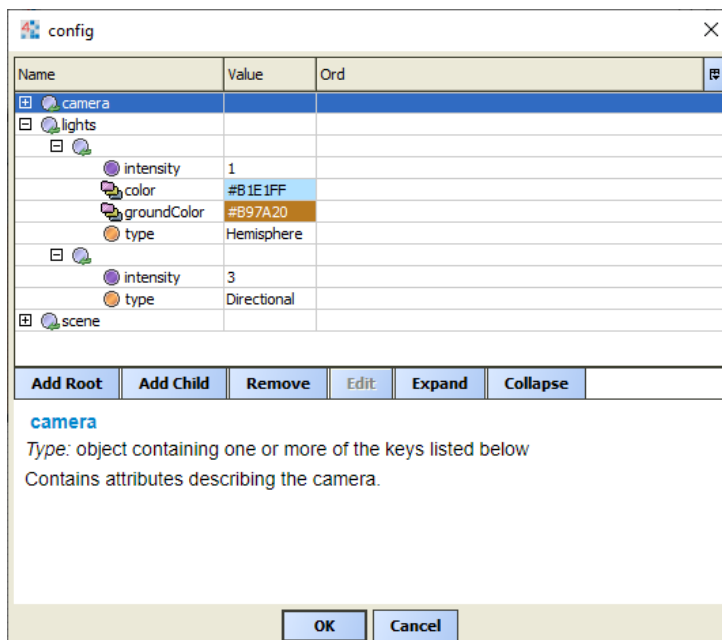 config
Name Value Ord
camera
lights
intensity 1
color #B1E1FF
groundColor #B97A20
type Hemisphere
intensity 3
type Directional
scene
Add Root Add Child Remove Edit Expand Collapse
camera
Type: object containing one or more of the keys listed below
Contains attributes describing the camera.
OK Cancel